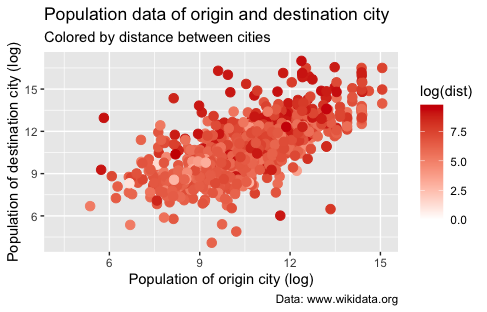 Population data of origin and destination city
Colored by distance between cities
Population of destination city (log)
15
12
9
6
6
9
12
15
Population of origin city (log)
log(dist)
7.5
5.0
2.5
0.0
Data: www.wikidata.org